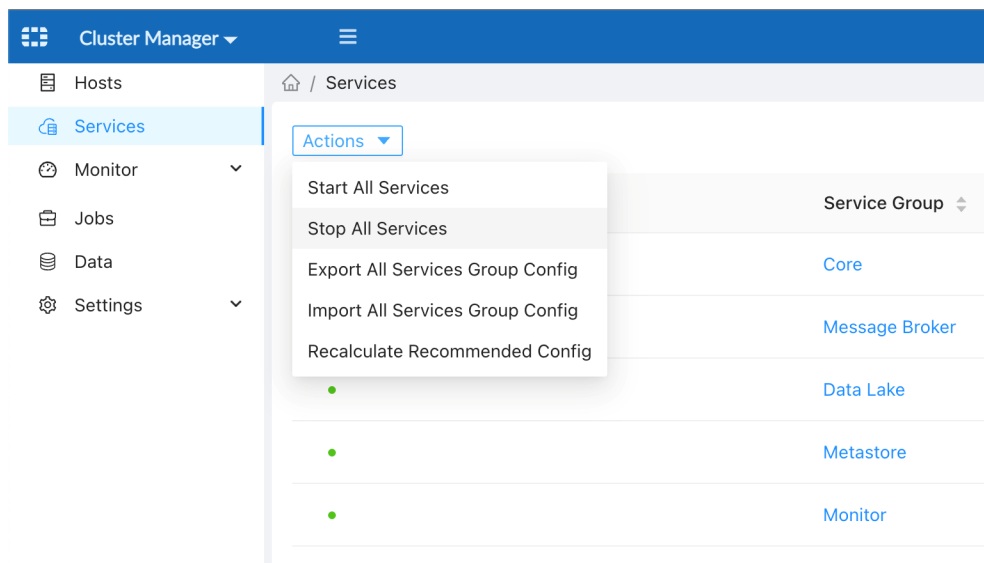 Cluster Manager
Hosts
Services
Monitor
Jobs
Data
Settings
/ Services
Actions
Start All Services
Stop All Services
Export All Services Group Config
Import All Services Group Config
Recalculate Recommended Config
Service Group
Core
Message Broker
Data Lake
Metastore
Monitor